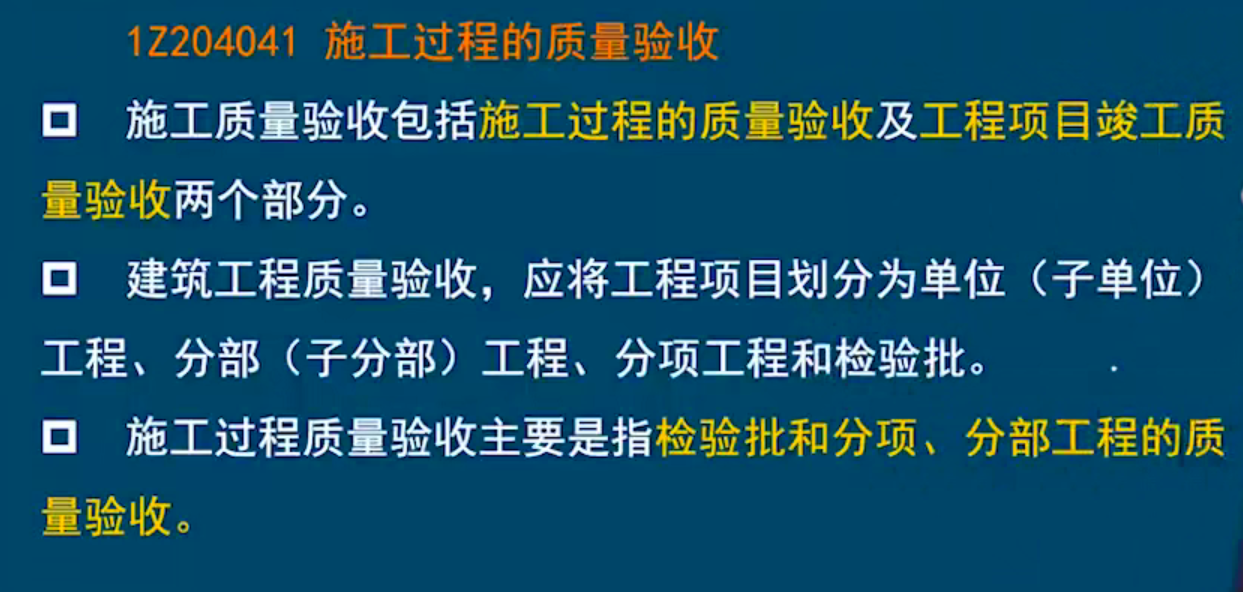 1Z204041 施工过程的质量验收
施工质量验收包括施工过程的质量验收及工程项目竣工质
量验收两个部分。
建筑工程质量验收，应将工程项目划分为单位（子单位）
工程、分部（子分部）工程、分项工程和检验批。
施工过程质量验收主要是指检验批和分项、分部工程的质
量验收。